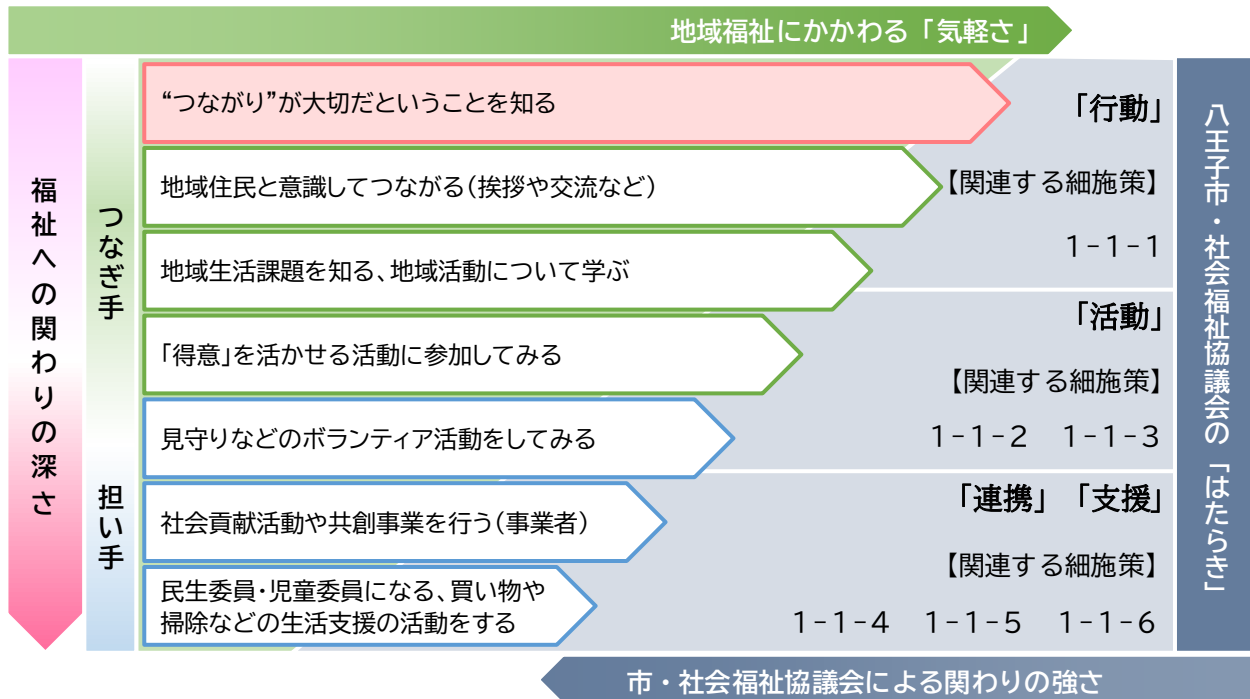 地域福祉にかかわる「気軽さ」
福祉への関わりの深さ
つなぎ手
担い手
“つながり”が大切だということを知る
地域住民と意識してつながる（挨拶や交流など）
地域生活課題を知る、地域活動について学ぶ
「得意」を活かせる活動に参加してみる
見守りなどのボランティア活動をしてみる
社会貢献活動や共創事業を行う（事業者）
民生委員・児童委員になる、買い物や
掃除などの生活支援の活動をする
「行動」
【関連する細施策】
1-1-1
「活動」
【関連する細施策】
1-1-2　1-1-3
「連携」「支援」
【関連する細施策】
1-1-4　1-1-5　1-1-6
八王子市・社会福祉協議会の「はたらき」
市・社会福祉協議会による関わりの強さ